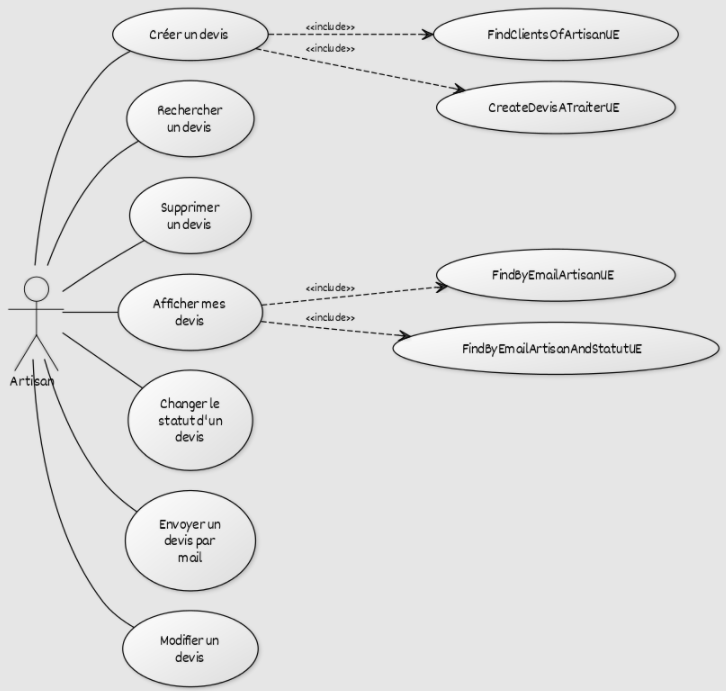 Créer un devis
<<include>>
FindClientsOfArtisanUE
<<include>>
CreateDevisATraiterUE
Rechercher
un devis
Supprimer
un devis
Afficher mes
devis
<<include>>
FindByEmailArtisanUE
<<include>>
FindByEmailArtisanAndStatutUE
Artisan
Changer le
statut d'un
devis
Envoyer un
devis par
mail
Modifier un
devis